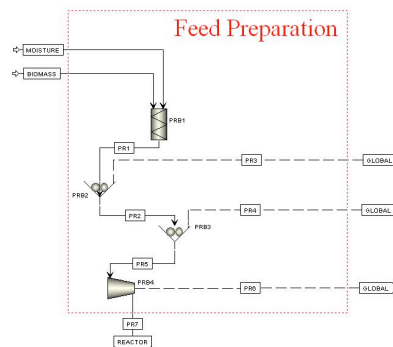 Feed Preparation
MOISTURE
BIOMASS
PRB1
PR1
PR3
GLOBAL
PRB2
PR2
PR4
GLOBAL
PRB3
PR5
PRB4
PR6
GLOBAL
PR7
REACTOR